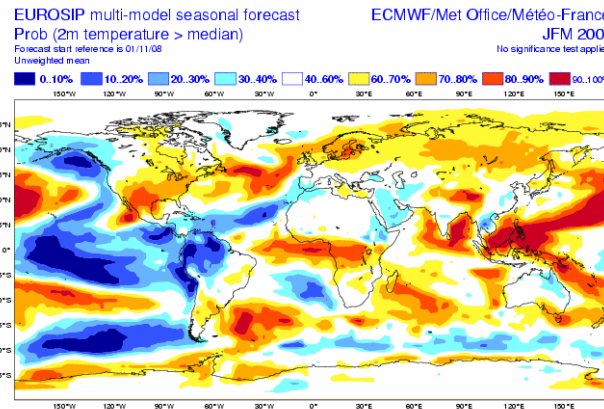 EUROSIP multi-model seasonal forecast ECMWF/Met Office/Météo-France
Prob (2m temperature > median) JFM 200
Forecast start reference is 01/11/08 No significance test applie
Unweighted mean
0..10% 10..20% 20..30% 30..40% 40..60% 60..70% 70..80% 80..90% 90..100%
150°W 120°W 90°W 60°W 30°W 0° 30°E 60°E 90°E 120°E 150°E
0°
150°W 120°W 90°W 60°W 30°W 0° 30°E 60°E 90°E 120°E 150°E